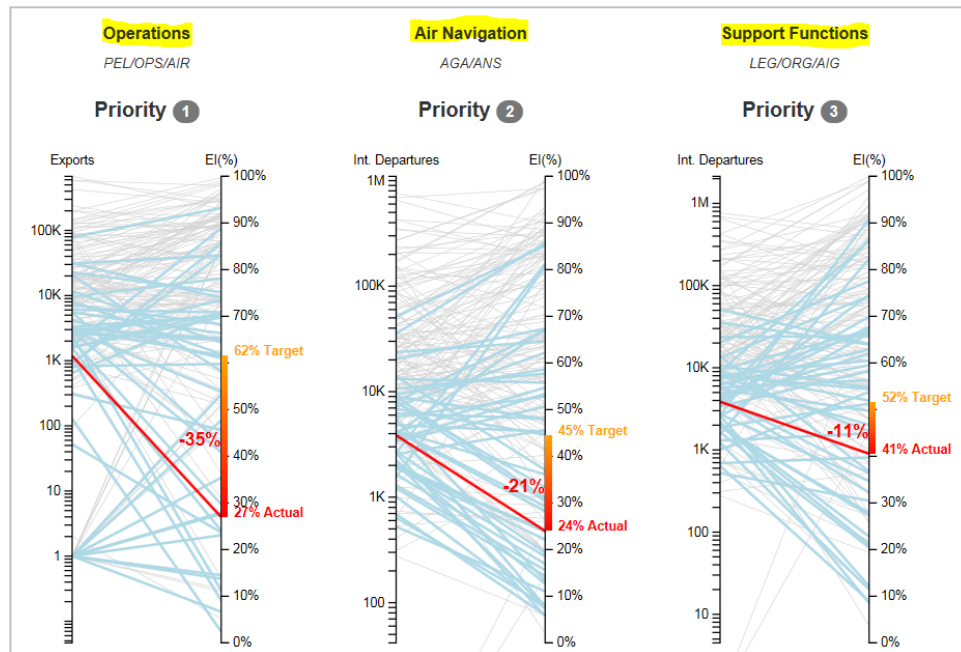 Operations
PEL/OPS/AIR
Priority 1
Exports
EI(%)
100K
10K
1K
100
10
1
100%
90%
80%
70%
62% Target
50%
40%
-35%
30%
27% Actual
20%
10%
0%
Air Navigation
AGA/ANS
Priority 2
Int. Departures
EI(%)
1M
100K
10K
1K
100
100%
90%
80%
70%
60%
50%
45% Target
40%
30%
-21%
24% Actual
20%
10%
0%
Support Functions
LEG/ORG/AIG
Priority 3
Int. Departures
EI(%)
1M
100K
10K
1K
100
10
100%
90%
80%
70%
60%
52% Target
50%
-11%
41% Actual
30%
20%
10%
0%